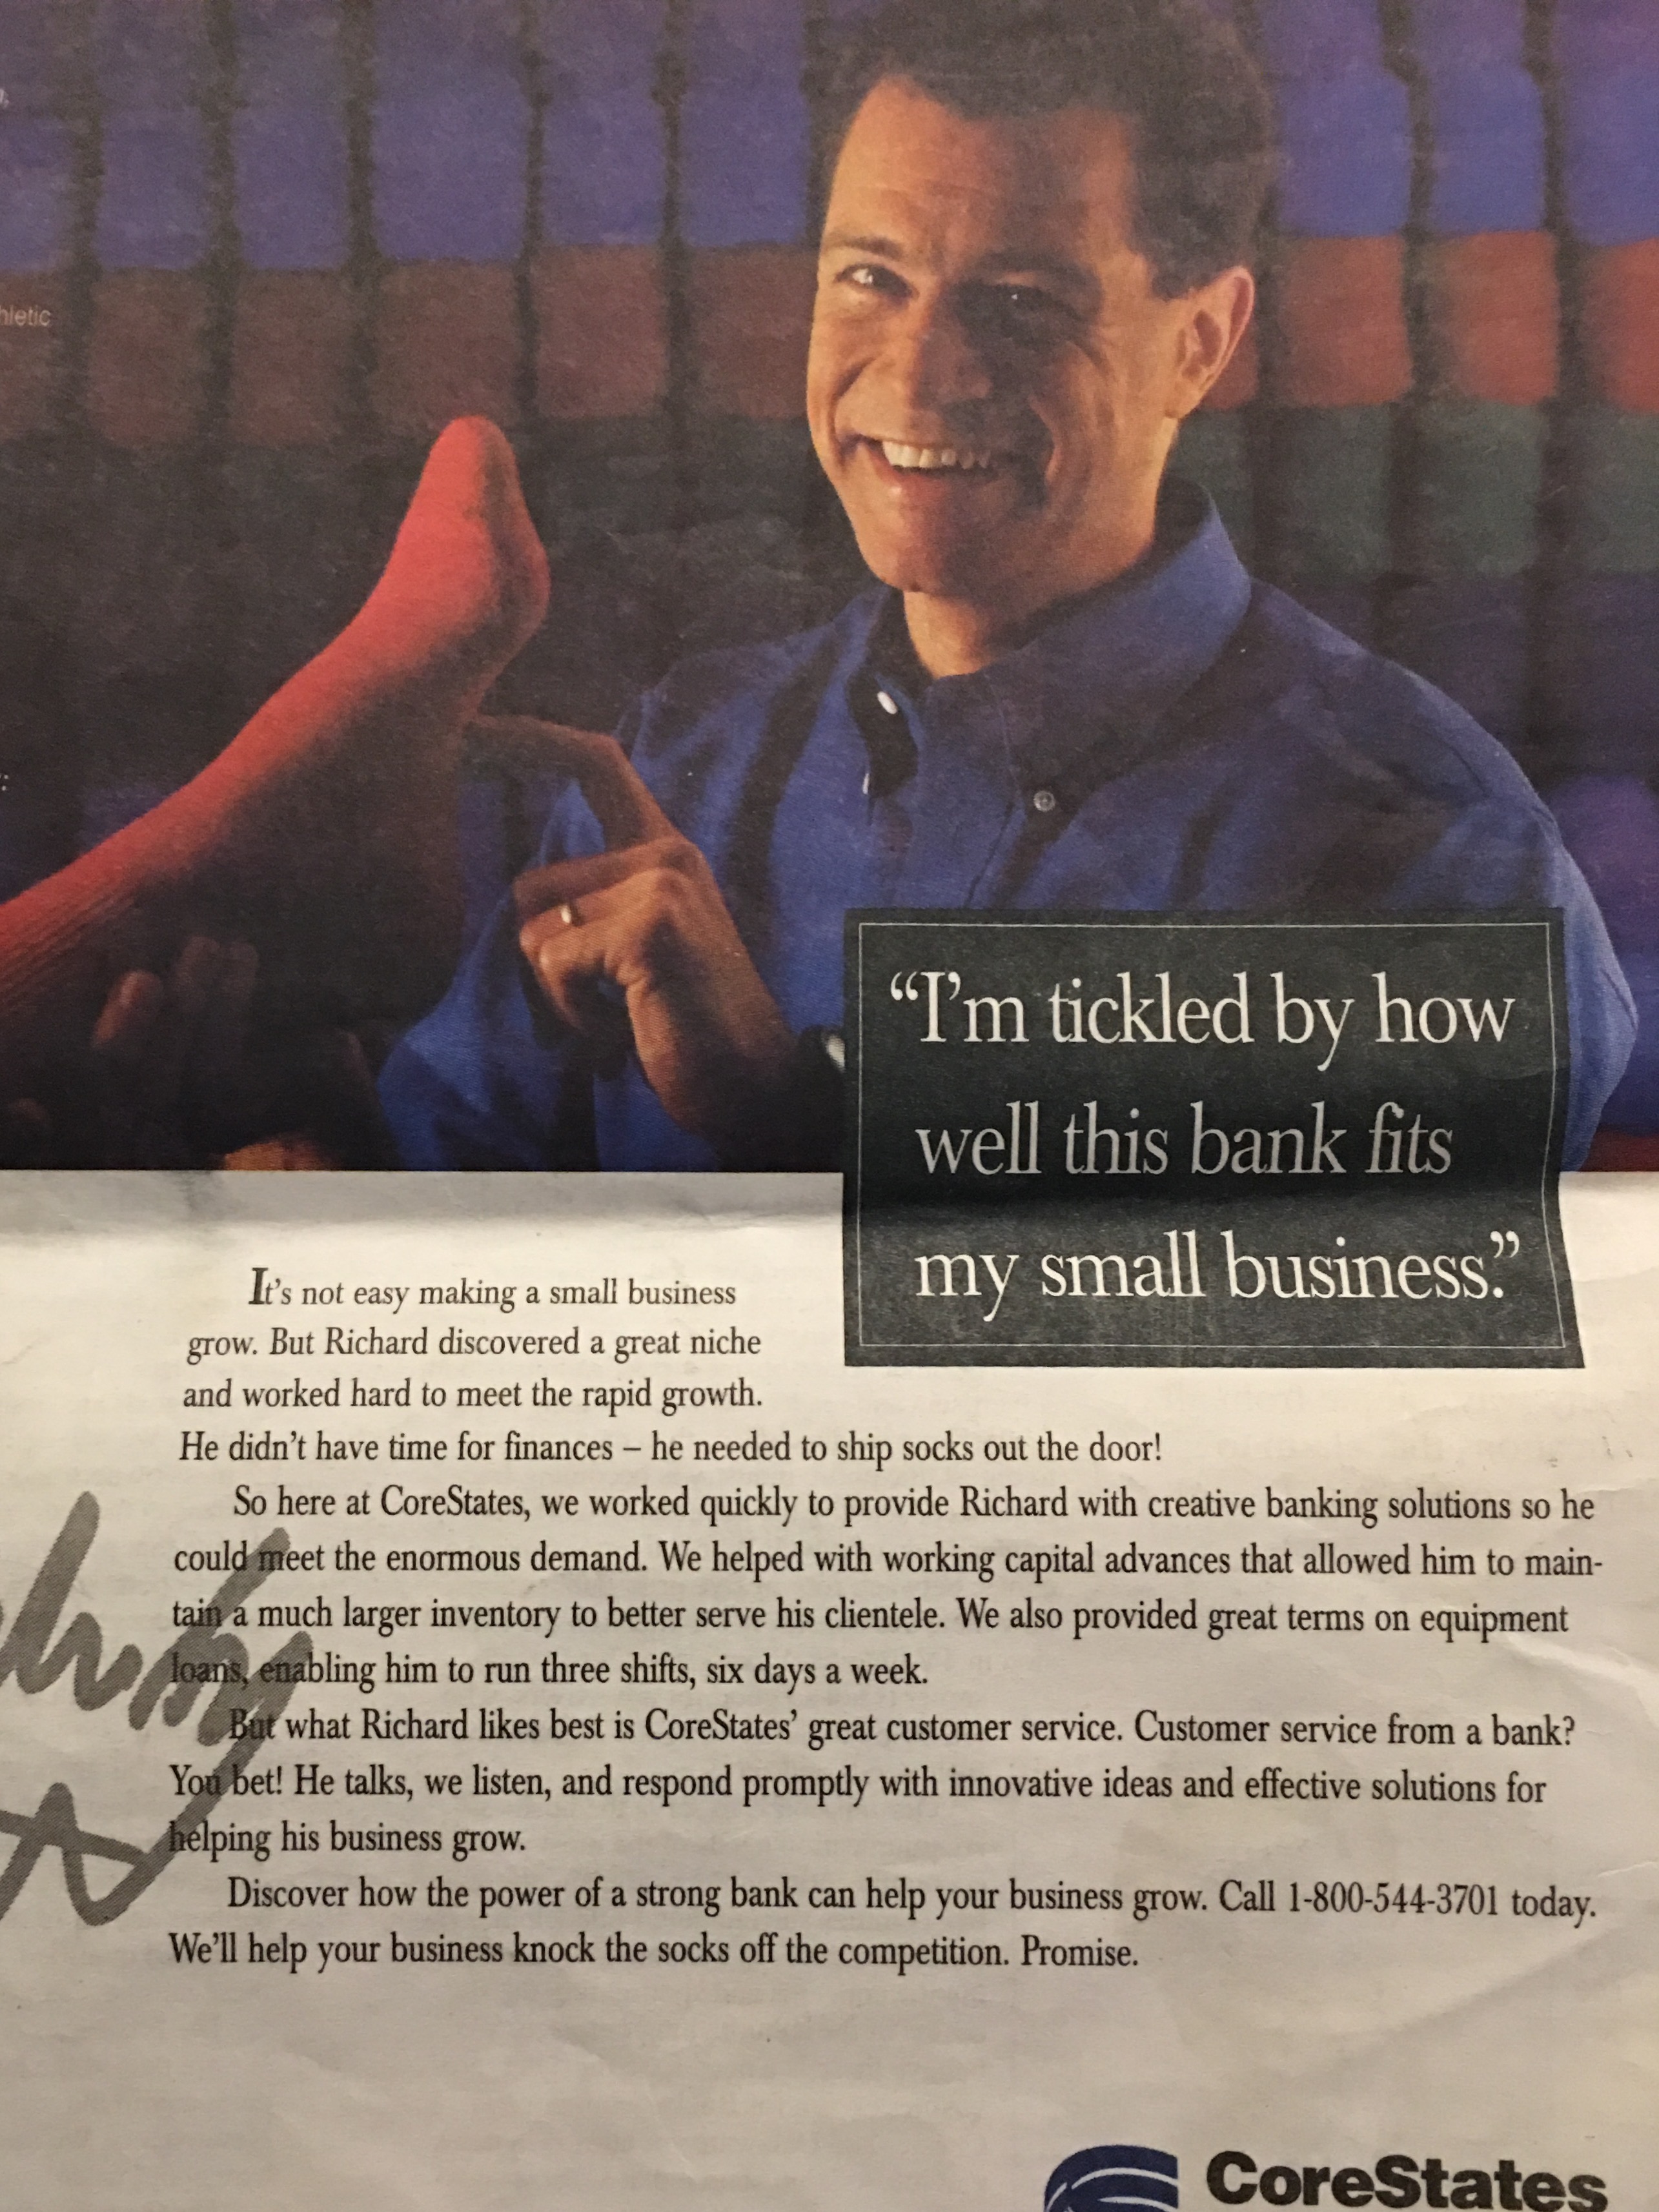 hletic
“I’m tickled by how
well this bank fits
my small business.”
It’s not easy making a small business
grow. But Richard discovered a great niche
and worked hard to meet the rapid growth.
He didn’t have time for finances – he needed to ship socks out the door!
So here at CoreStates, we worked quickly to provide Richard with creative banking solutions so he
could meet the enormous demand. We helped with working capital advances that allowed him to main-
tain a much larger inventory to better serve his clientele. We also provided great terms on equipment
loans, enabling him to run three shifts, six days a week.
But what Richard likes best is CoreStates’ great customer service. Customer service from a bank?
You bet! He talks, we listen, and respond promptly with innovative ideas and effective solutions for
helping his business grow.
Discover how the power of a strong bank can help your business grow. Call 1-800-544-3701 today.
We’ll help your business knock the socks off the competition. Promise.
CoreStates